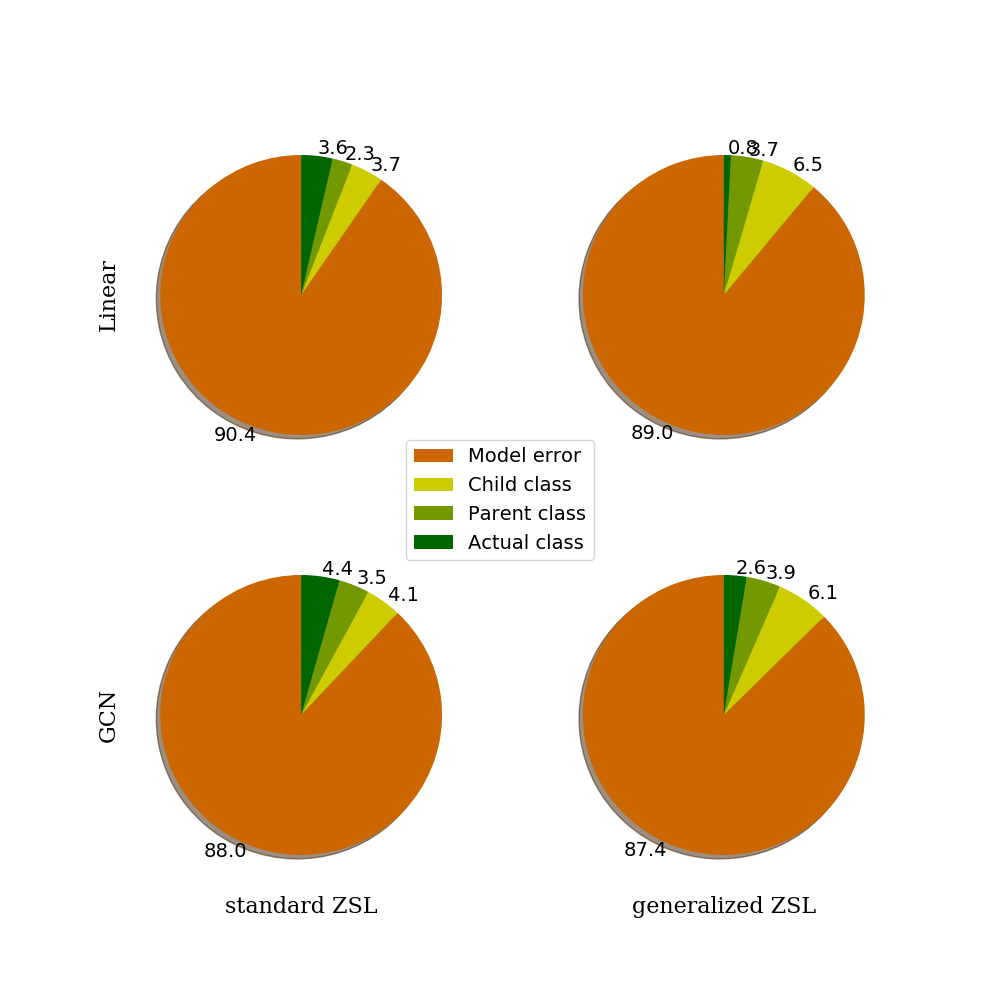 3.6
2.3
3.7
0.8
3.7
6.5
Linear
90.4
89.0
Model error
Child class
Parent class
Actual class
4.4
3.5
4.1
2.6
3.9
6.1
GCN
88.0
87.4
standard ZSL
generalized ZSL